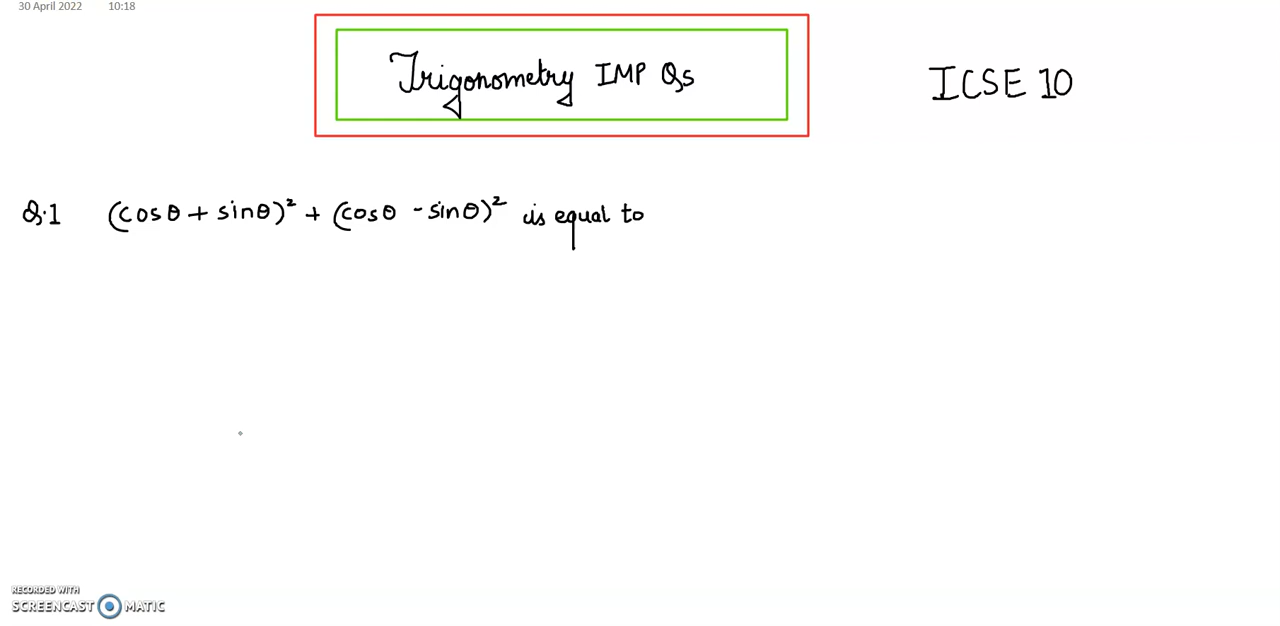 30 April 2022 10:18
Trigonometry IMP Qs
ICSE 10
Q.1 (cosθ + sinθ)² + (cosθ - sinθ)² is equal to
RECORDED WITH
SCREENCAST MATIC